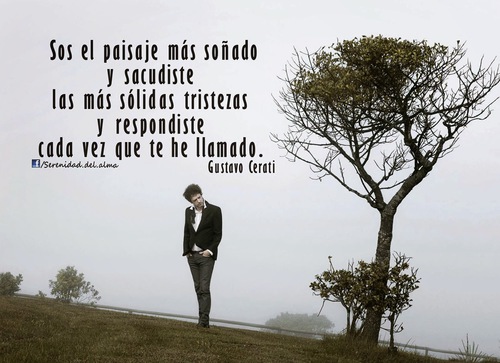 Sos el paisaje más soñado
y sacudiste
las más sólidas tristezas
y respondiste
cada vez que te he llamado.
Gustavo Cerati
f/Serenidad.del.alma